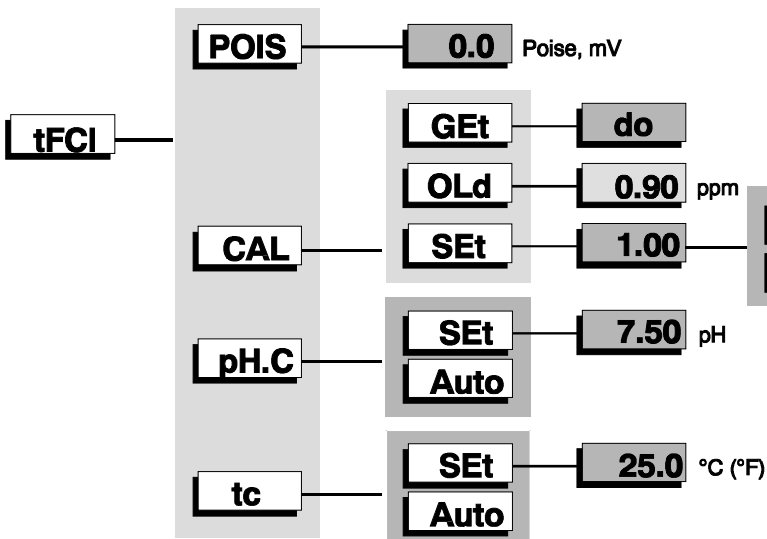 POIS 0.0 Poise, mV
tFCl
GEt do
OLd 0.90 ppm
CAL SEt 1.00
pH.C SEt 7.50 pH
Auto
tc SEt 25.0 °C (°F)
Auto